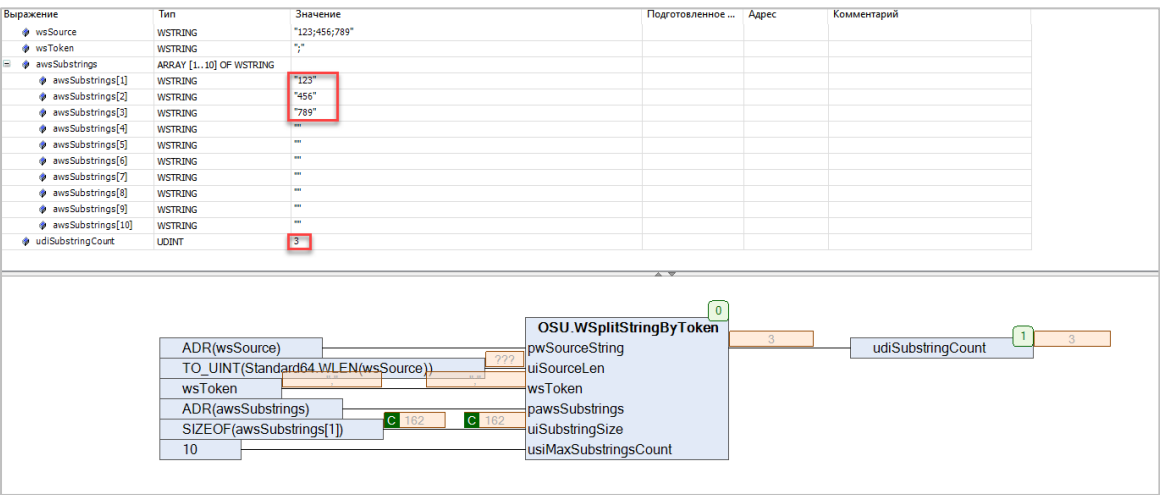 Выражение Тип Значение Подготовленное ... Адрес Комментарий
wsSource WSTRING "123;456;789"
wsToken WSTRING ";"
awsSubstrings ARRAY [1..10] OF WSTRING
awsSubstrings[1] WSTRING "123"
awsSubstrings[2] WSTRING "456"
awsSubstrings[3] WSTRING "789"
awsSubstrings[4] WSTRING ""
awsSubstrings[5] WSTRING ""
awsSubstrings[6] WSTRING ""
awsSubstrings[7] WSTRING ""
awsSubstrings[8] WSTRING ""
awsSubstrings[9] WSTRING ""
awsSubstrings[10] WSTRING ""
udiSubstringCount UDINT 3
0
OSU.WSplitStringByToken
ADR(wsSource) pwSourceString 3 udiSubstringCount 1 3
TO_UINT(Standard64.WLEN(wsSource)) ??? uiSourceLen
wsToken ";" ";" wsToken
ADR(awsSubstrings) pawsSubstrings
SIZEOF(awsSubstrings[1]) C 162 C 162 uiSubstringSize
10 usiMaxSubstringsCount